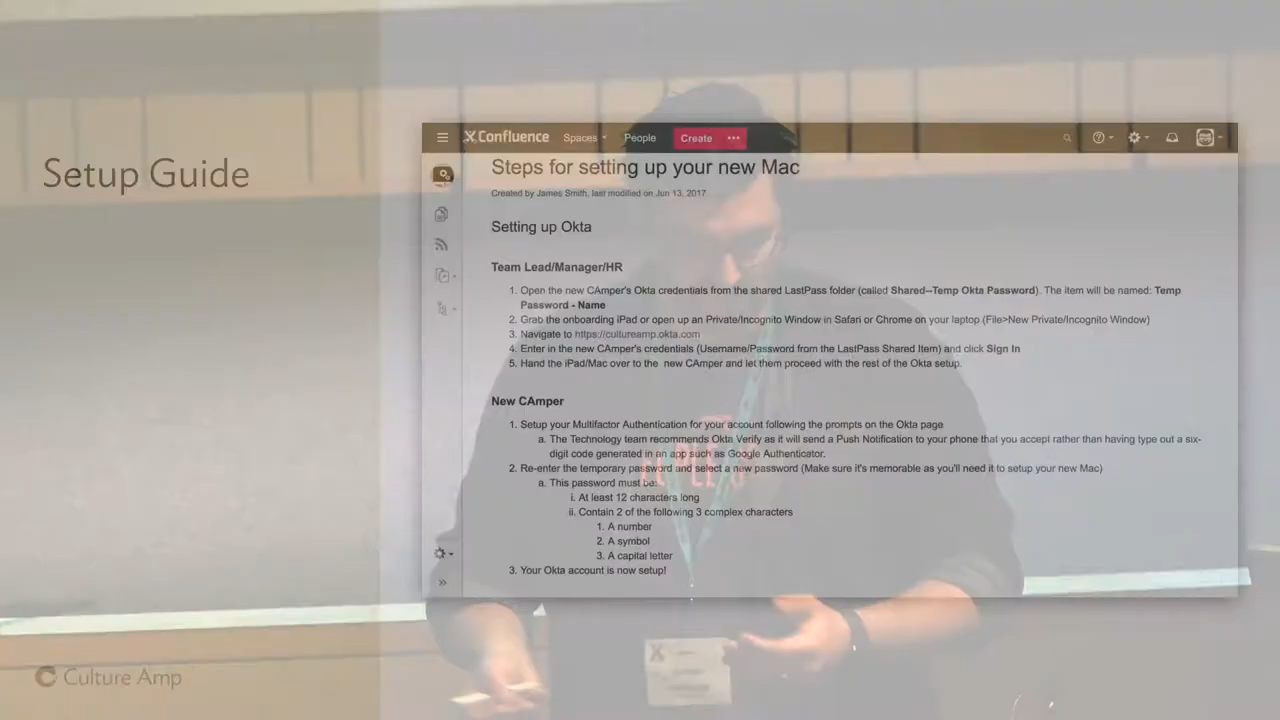 Setup Guide
Confluence Spaces People Create
Steps for setting up your new Mac
Created by James Smith, last modified on Jun 13, 2017
Setting up Okta
Team Lead/Manager/HR
1. Open the new CAmper's Okta credentials from the shared LastPass folder (called Shared--Temp Okta Password). The item will be named: Temp
Password - Name
2. Grab the onboarding iPad or open up an Private/Incognito Window in Safari or Chrome on your laptop (File>New Private/Incognito Window)
3. Navigate to https://cultureamp.okta.com
4. Enter in the new CAmper's credentials (Username/Password from the LastPass Shared Item) and click Sign In
5. Hand the iPad/Mac over to the new CAmper and let them proceed with the rest of the Okta setup.
New CAmper
1. Setup your Multifactor Authentication for your account following the prompts on the Okta page
a. The Technology team recommends Okta Verify as it will send a Push Notification to your phone that you accept rather than having type out a six-
digit code generated in an app such as Google Authenticator.
2. Re-enter the temporary password and select a new password (Make sure it's memorable as you'll need it to setup your new Mac)
a. This password must be:
i. At least 12 characters long
ii. Contain 2 of the following 3 complex characters
1. A number
2. A symbol
3. A capital letter
3. Your Okta account is now setup!
Culture Amp